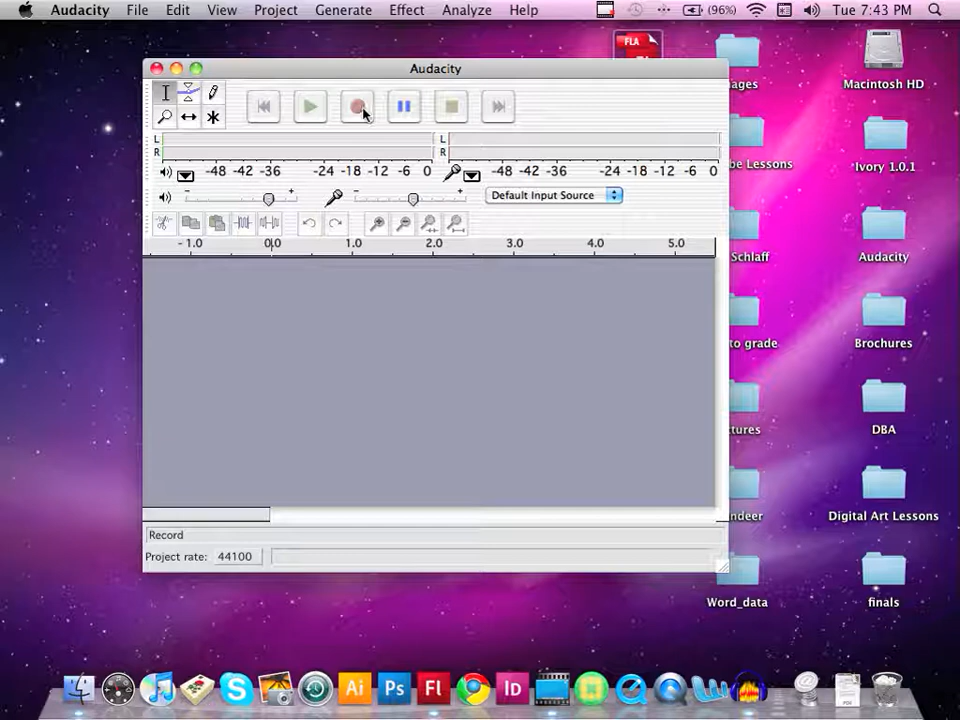 Audacity File Edit View Project Generate Effect Analyze Help (96%) Tue 7:43 PM
FLA
Audacity
L L
R R
-48 -42 -36 -24 -18 -12 -6 0 -48 -42 -36 -24 -18 -12 -6 0
- + - + Default Input Source
- 1.0 0.0 1.0 2.0 3.0 4.0 5.0
Record
Project rate: 44100
ages
Macintosh HD
be Lessons
Ivory 1.0.1
Schlaff
Audacity
to grade
Brochures
tures
DBA
ndeer
Digital Art Lessons
Word_data
finals
Ai Ps Fl Id
PDF